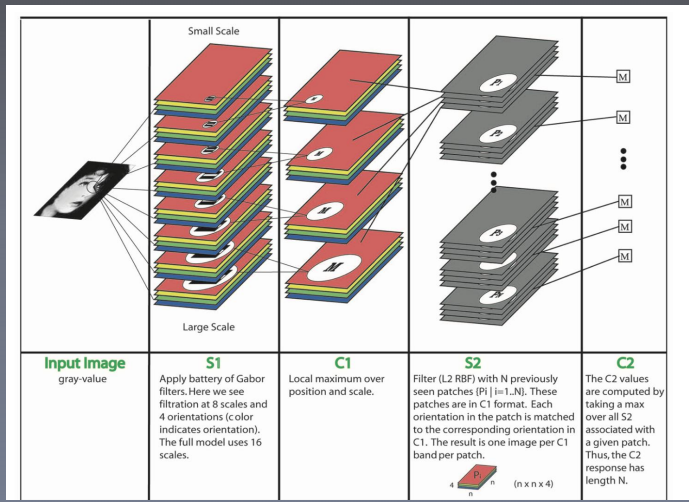 Small Scale
M
M
M
M
Large Scale
Pi
Pi
Pi
Pi
M
M
M
M
M
Input Image
gray-value
S1
Apply battery of Gabor
filters. Here we see
filtration at 8 scales and
4 orientations (color
indicates orientation).
The full model uses 16
scales.
C1
Local maximum over
position and scale.
S2
Filter (L2 RBF) with N previously
seen patches {Pi | i=1..N}. These
patches are in C1 format. Each
orientation in the patch is matched
to the corresponding orientation in
C1. The result is one image per C1
band per patch.
Pi
4 n
n
(n x n x 4)
C2
The C2 values
are computed by
taking a max
over all S2
associated with
a given patch.
Thus, the C2
response has
length N.